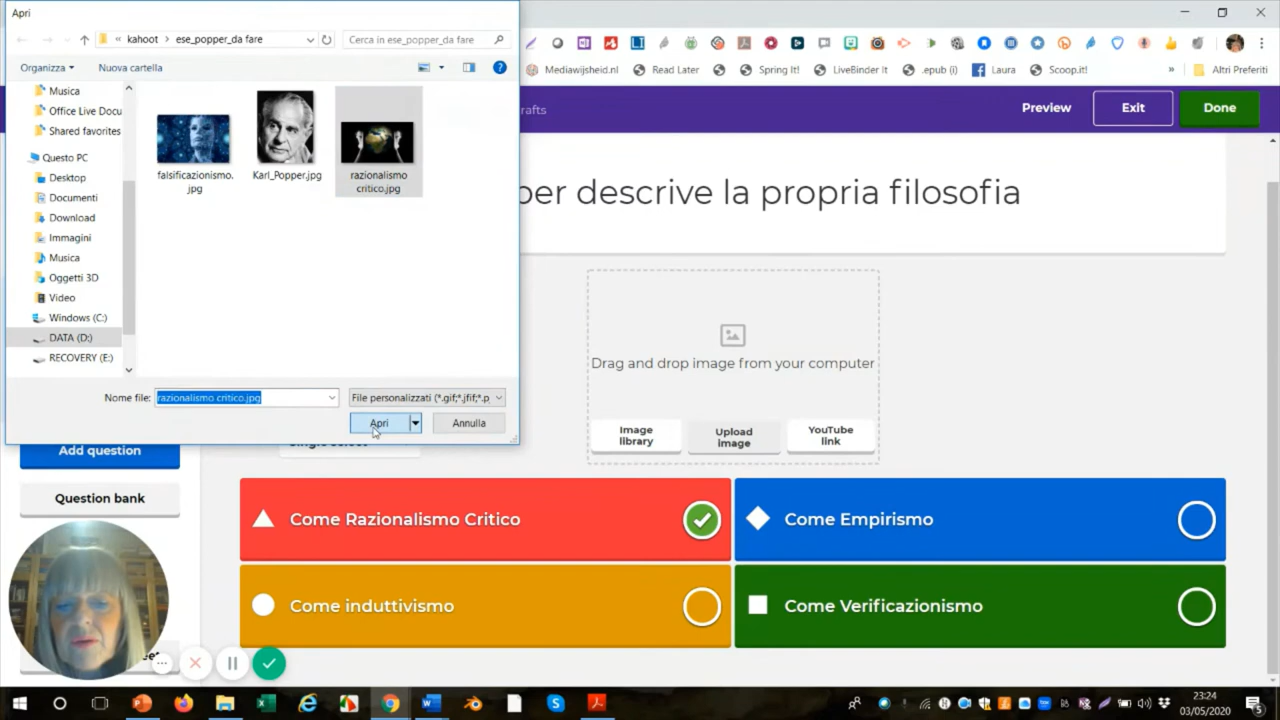 Apri
« kahoot › ese_popper_da fare
Cerca in ese_popper_da fare
Organizza
Nuova cartella
Mediawijsheid.nl
Read Later
Spring It!
LiveBinder It
.epub (i)
Laura
Scoop.it!
»
Altri Preferiti
Musica
Office Live Docu
Shared favorites
Questo PC
Desktop
Documenti
Download
Immagini
Musica
Oggetti 3D
Video
Windows (C:)
DATA (D:)
RECOVERY (E:)
falsificazionismo.
jpg
Karl_Popper.jpg
razionalismo
critico.jpg
rafts
Preview
Exit
Done
per descrive la propria filosofia
Drag and drop image from your computer
Image
library
Upload
image
YouTube
link
Nome file:
razionalismo critico.jpg
File personalizzati (*.gif;*.jfif;*.p
Apri
Annulla
Add question
Question bank
Come Razionalismo Critico
Come Empirismo
Come induttivismo
Come Verificazionismo
23:24
03/05/2020
5